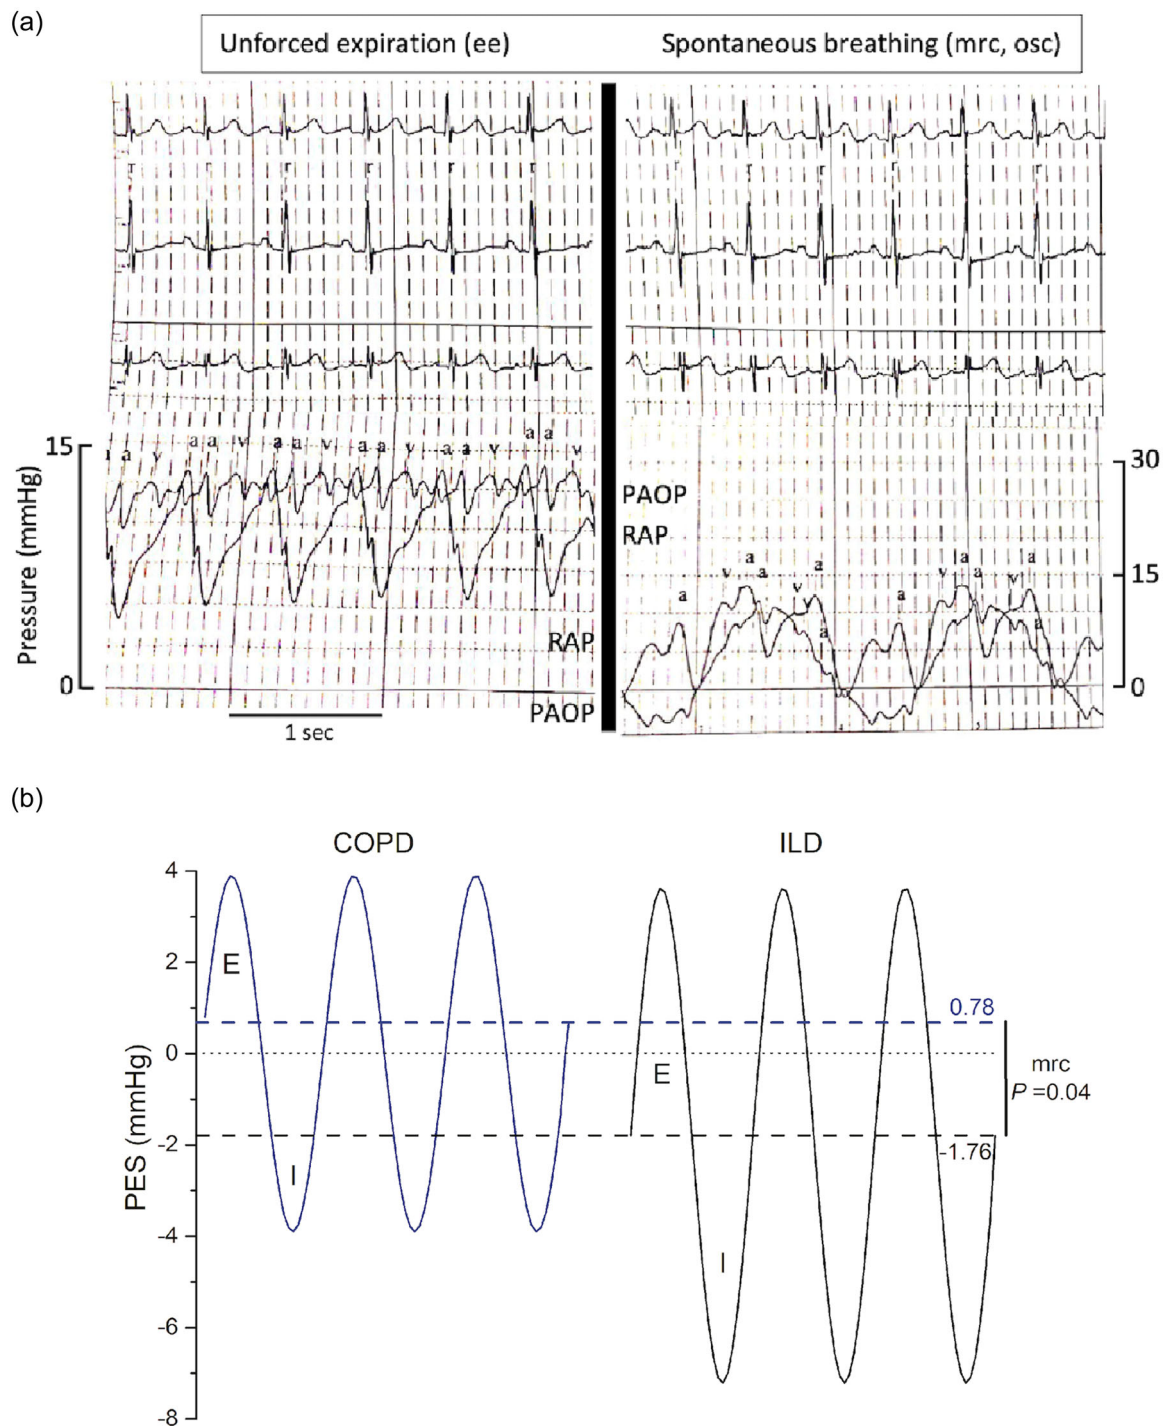 (a)
Unforced expiration (ee)
Spontaneous breathing (mrc, osc)
r r r r r r
r r r r r r
15
Pressure (mmHg)
0
a a v a a v a a v a a v a a v
RAP
PAOP
1 sec
30
PAOP
RAP
15
0
a v a a v a a a v a a v a a
(b)
COPD
ILD
4
2
0
-2
-4
-6
-8
PES (mmHg)
E
I
E
I
0.78
mrc
P =0.04
-1.76